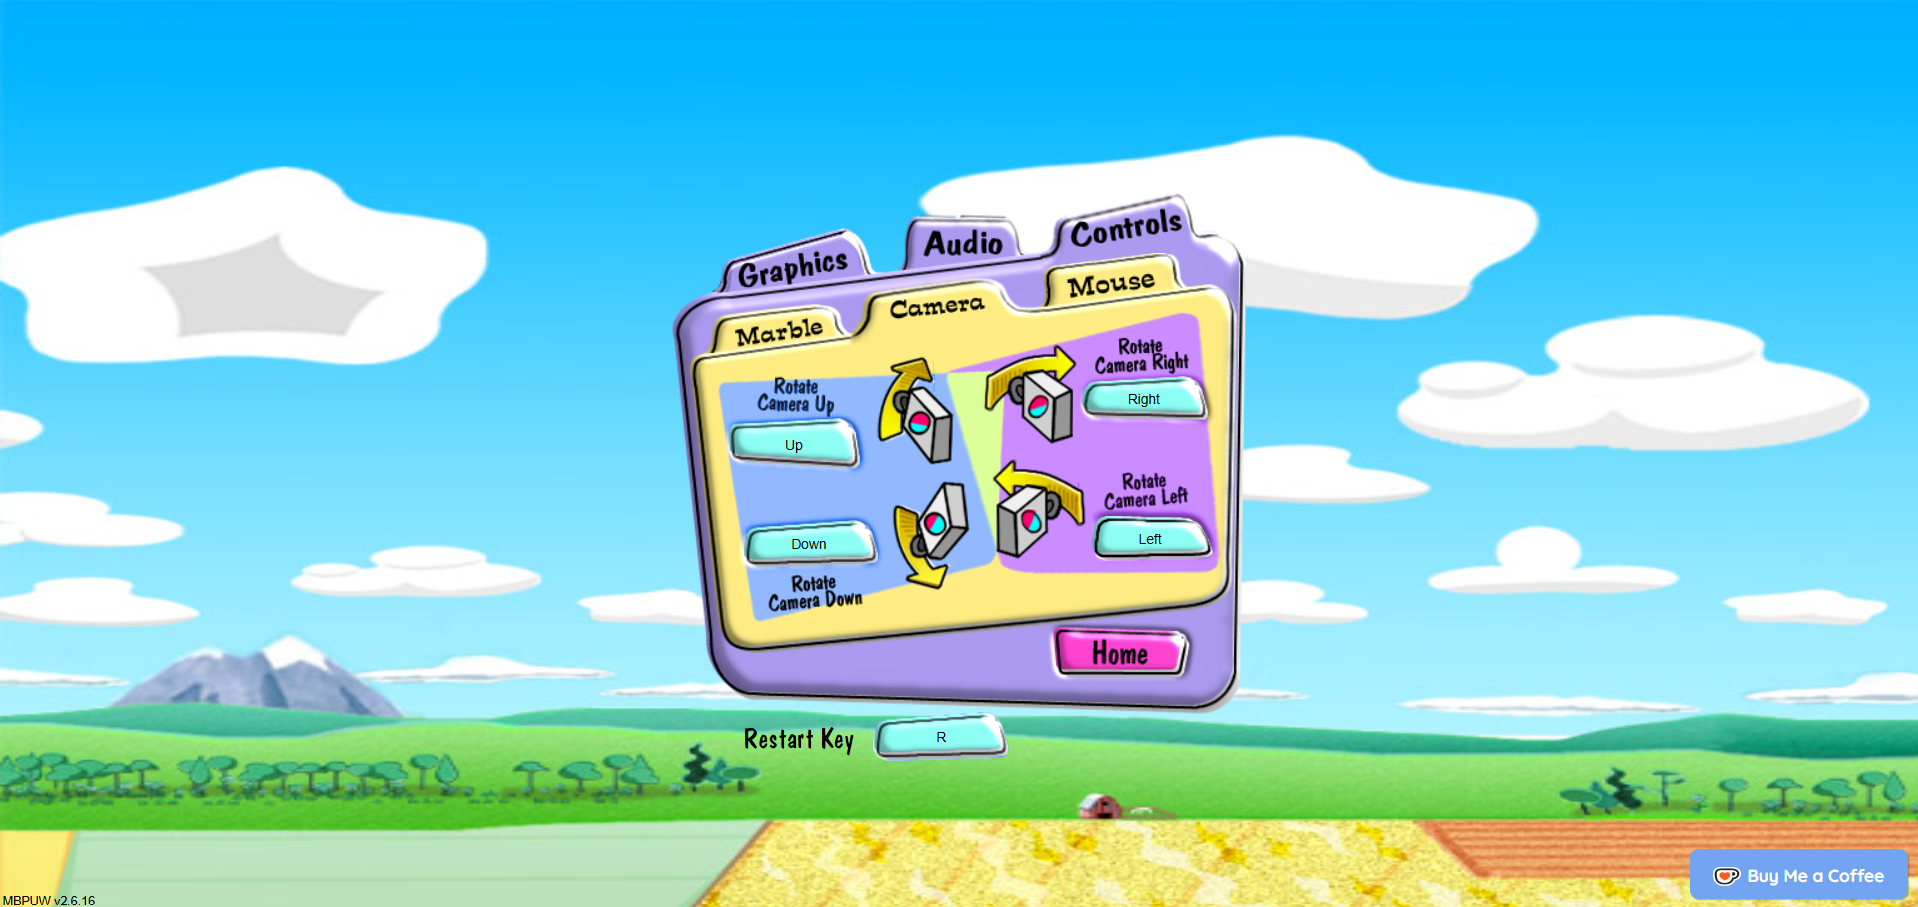 Graphics
Audio
Controls
Marble
Camera
Mouse
Rotate
Camera Up
Up
Rotate
Camera Right
Right
Down
Rotate
Camera Down
Rotate
Camera Left
Left
Home
Restart Key
R
Buy Me a Coffee
MBPUW v2.6.16